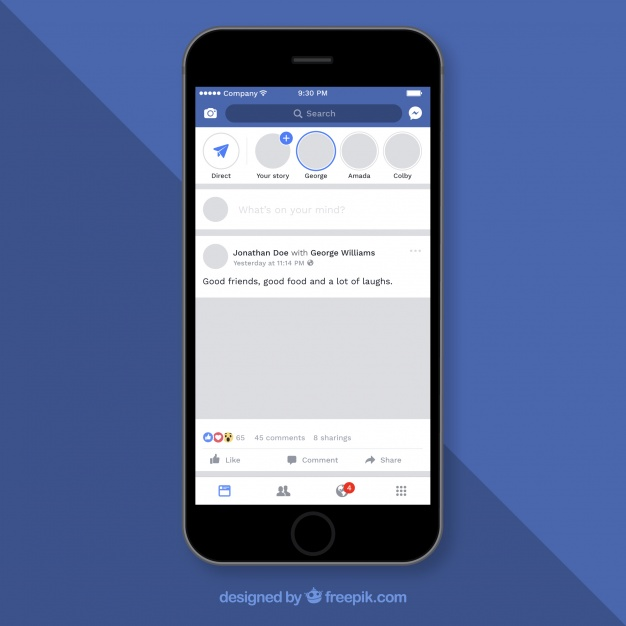 Company 9:30 PM
Search
Direct Your story George Amada Colby
What's on your mind?
Jonathan Doe with George Williams
Yesterday at 11:14 PM
Good friends, good food and a lot of laughs.
65 45 comments 8 sharings
Like Comment Share
4
designed by freepik.com